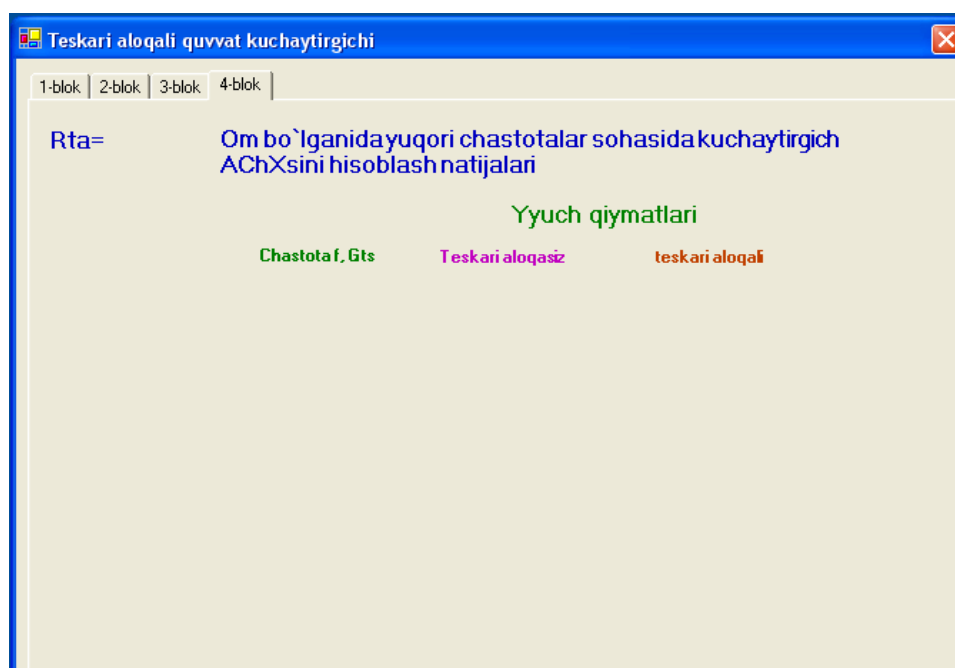 Teskari aloqali quvvat kuchaytirgichi
1-blok 2-blok 3-blok 4-blok
Rta= Om bo`lganida yuqori chastotalar sohasida kuchaytirgich
AChXsini hisoblash natijalari
Yyuch qiymatlari
Chastota f, Gts Teskari aloqasiz teskari aloqali